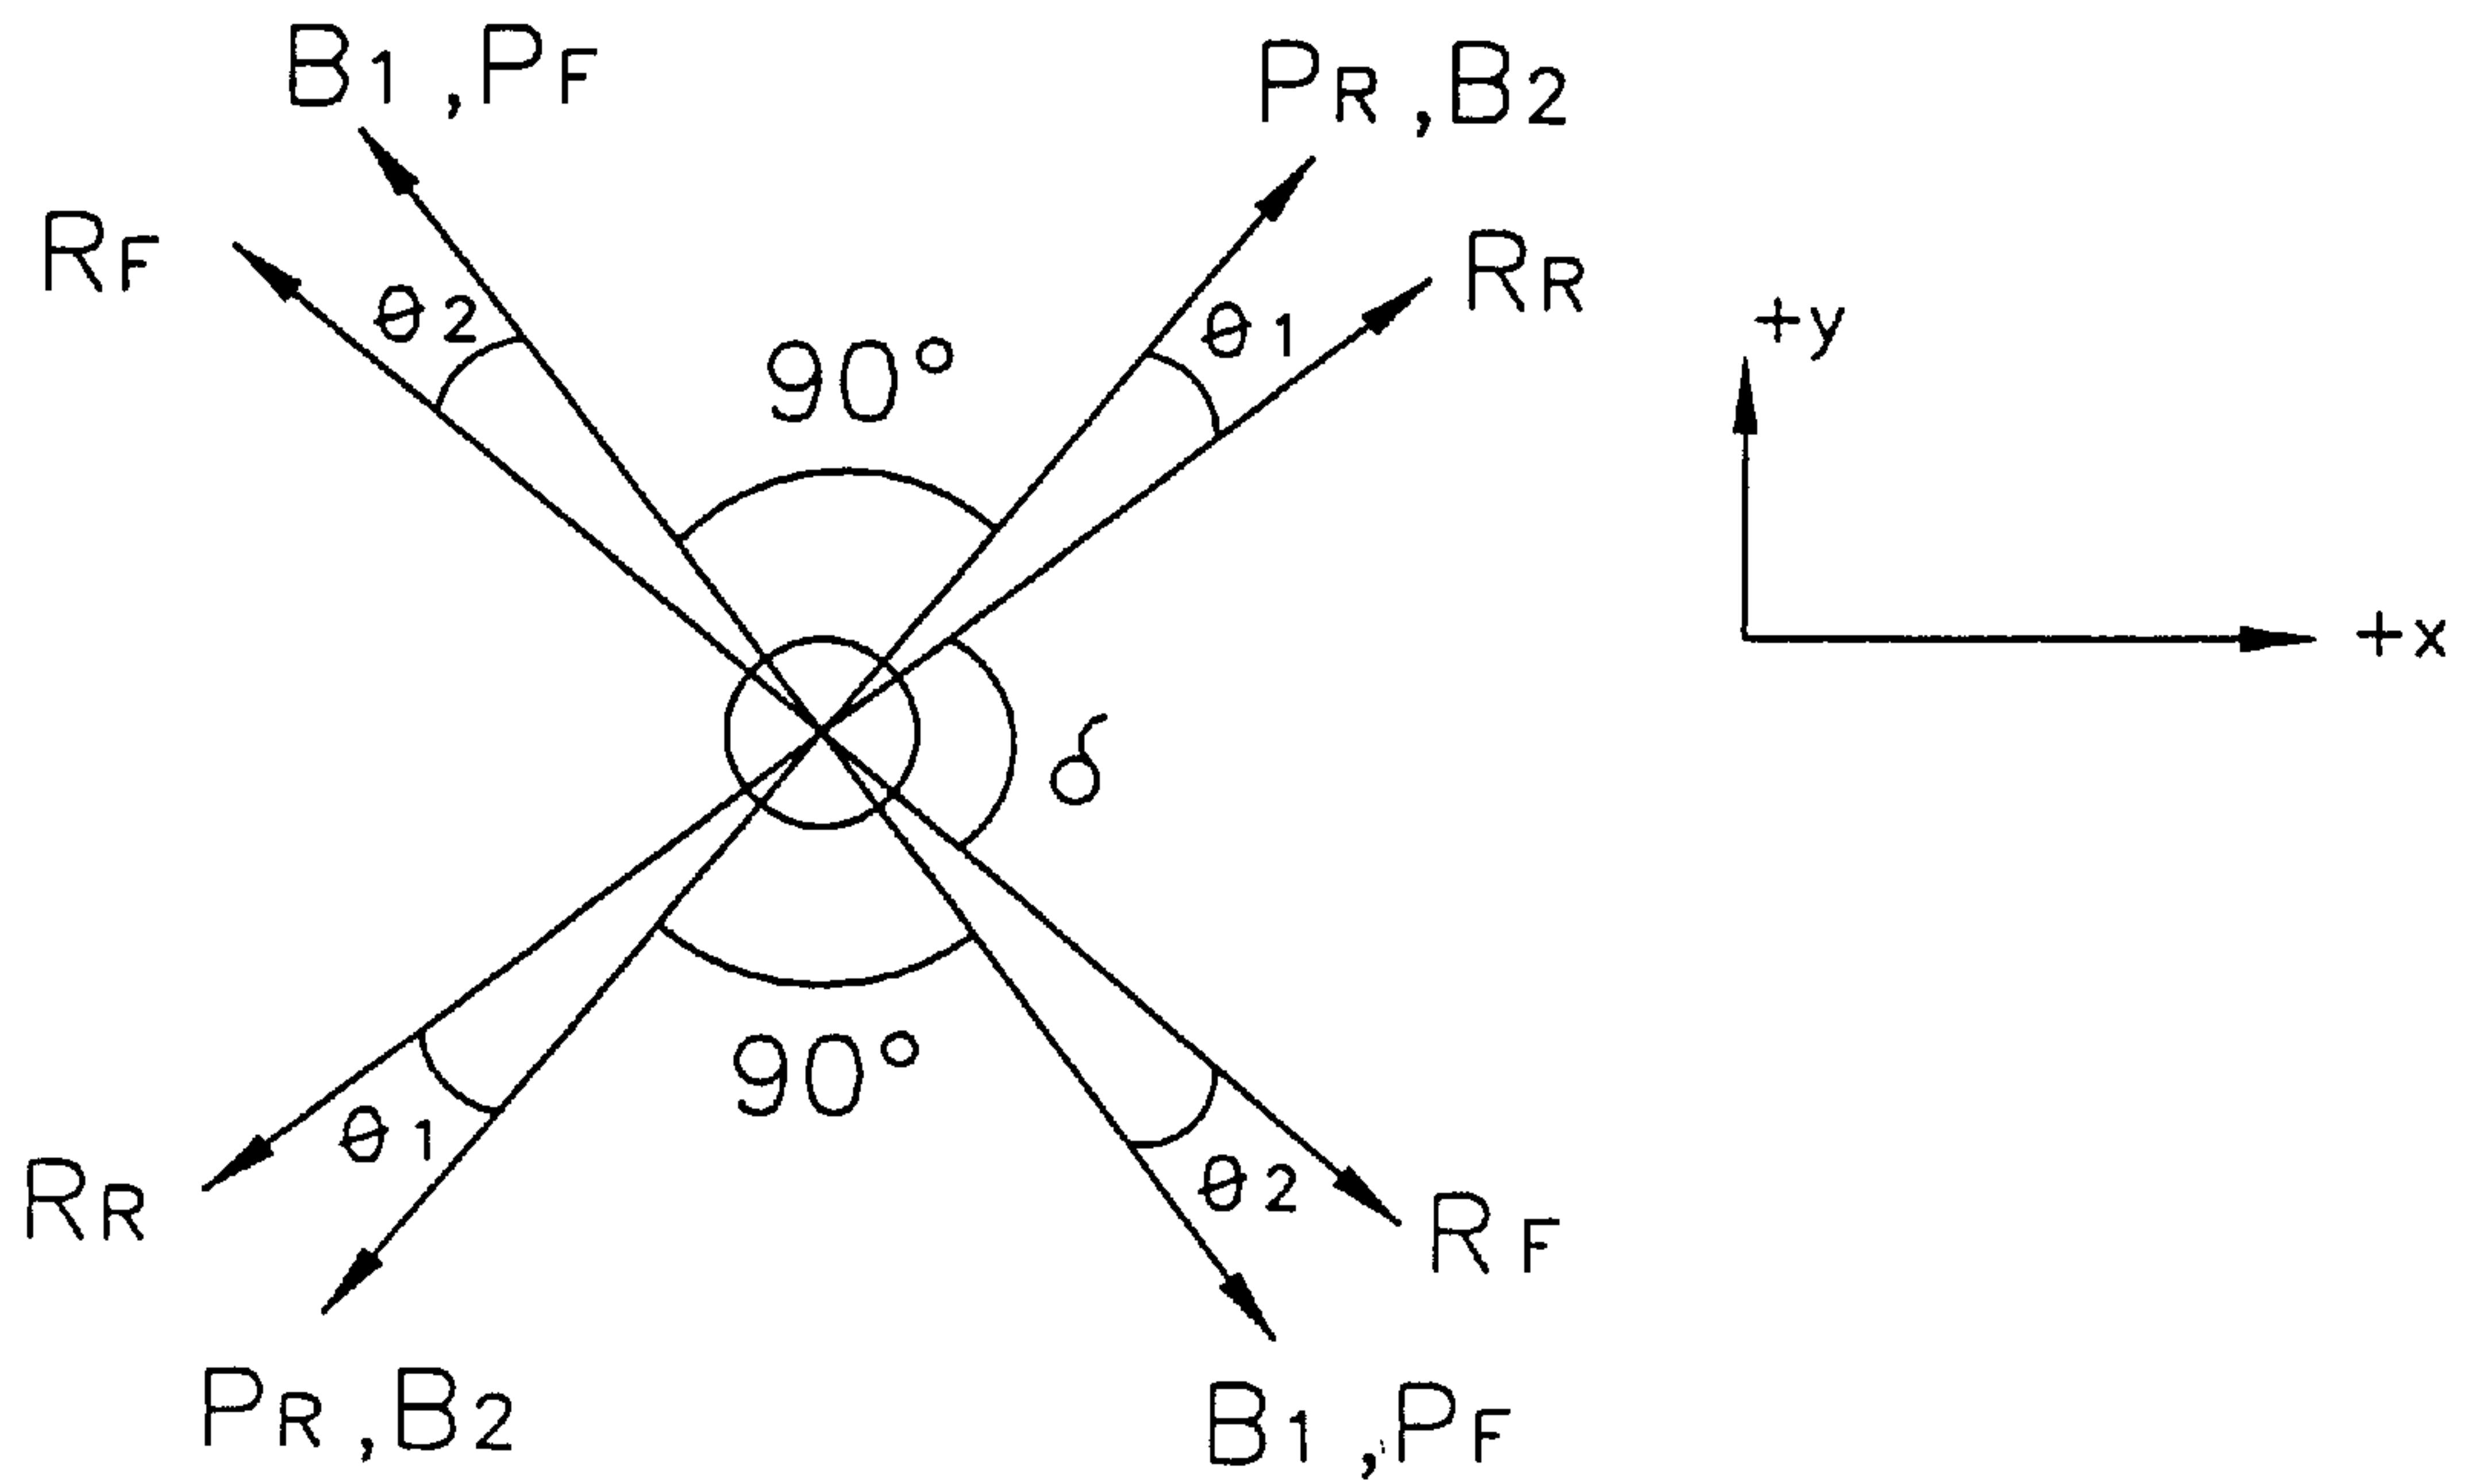 B1,PF
PR,B2
RF
RR
θ2
θ1
90°
+y
+x
δ
90°
θ1
θ2
RR
RF
PR,B2
B1,PF